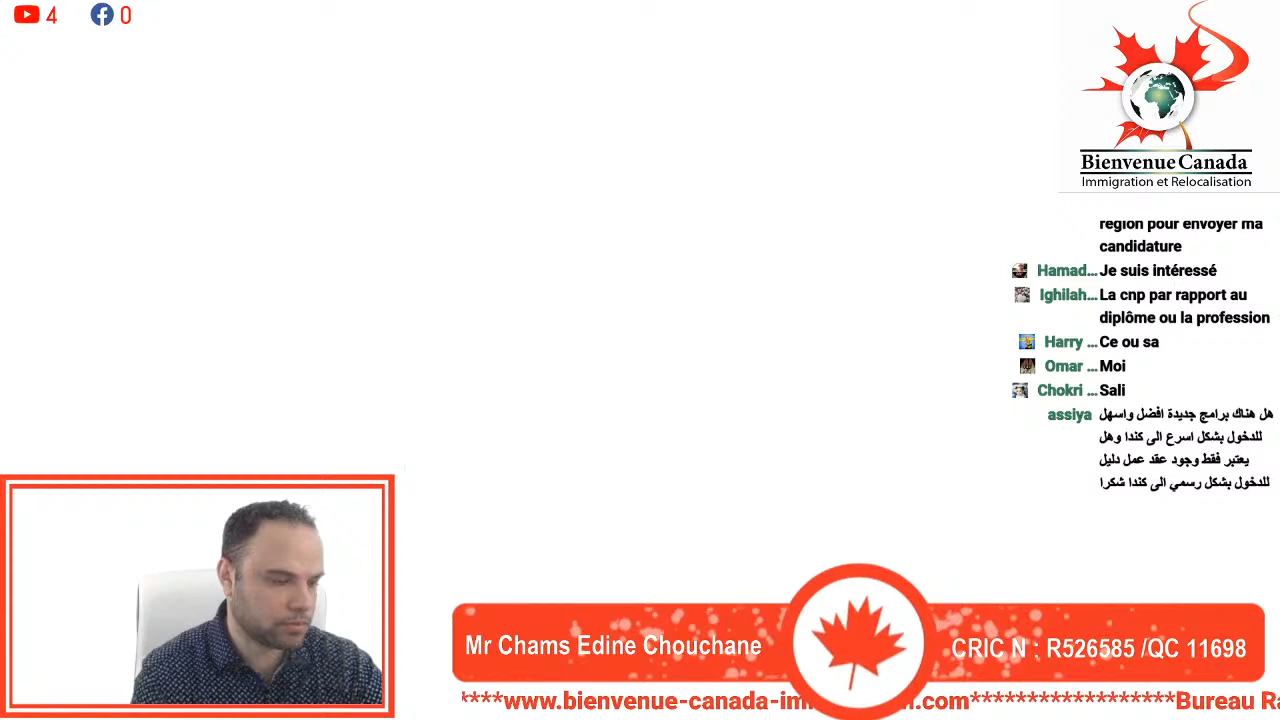 4
0
Bienvenue Canada
Immigration et Relocalisation
region pour envoyer ma
candidature
Hamad... Je suis intéressé
Ighilah... La cnp par rapport au
diplôme ou la profession
Harry ... Ce ou sa
Omar ... Moi
Chokri ... Sali
assiya هل هناك برامج جديدة افضل واسهل
للدخول بشكل اسرع الى كندا وهل
يعتبر فقط وجود عقد عمل دليل
للدخول بشكل رسمي الى كندا شكرا
Mr Chams Edine Chouchane
CRIC N : R526585 /QC 11698
****www.bienvenue-canada-im
.com******************Bureau